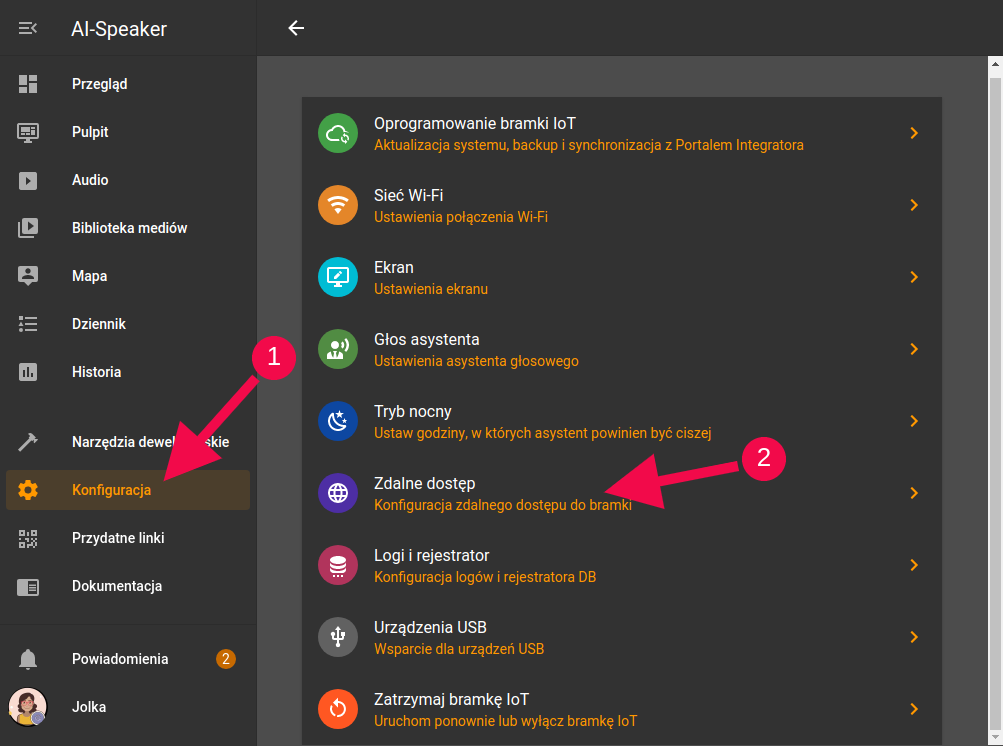 AI-Speaker
Przegląd
Pulpit
Audio
Biblioteka mediów
Mapa
Dziennik
Historia
Narzędzia skie
Konfiguracja
Przydatne linki
Dokumentacja
Powiadomienia
2
Jolka
Oprogramowanie bramki IoT
Aktualizacja systemu, backup i synchronizacja z Portalem Integratora
Sieć Wi-Fi
Ustawienia połączenia Wi-Fi
Ekran
Ustawienia ekranu
Głos asystenta
Ustawienia asystenta głosowego
Tryb nocny
Ustaw godziny, w których asystent powinien być ciszej
Zdalne dostęp
Konfiguracja zdalnego dostępu do bramki
Logi i rejestrator
Konfiguracja logów i rejestratora DB
Urządzenia USB
Wsparcie dla urządzeń USB
Zatrzymaj bramkę IoT
Uruchom ponownie lub wyłącz bramkę IoT
1
2